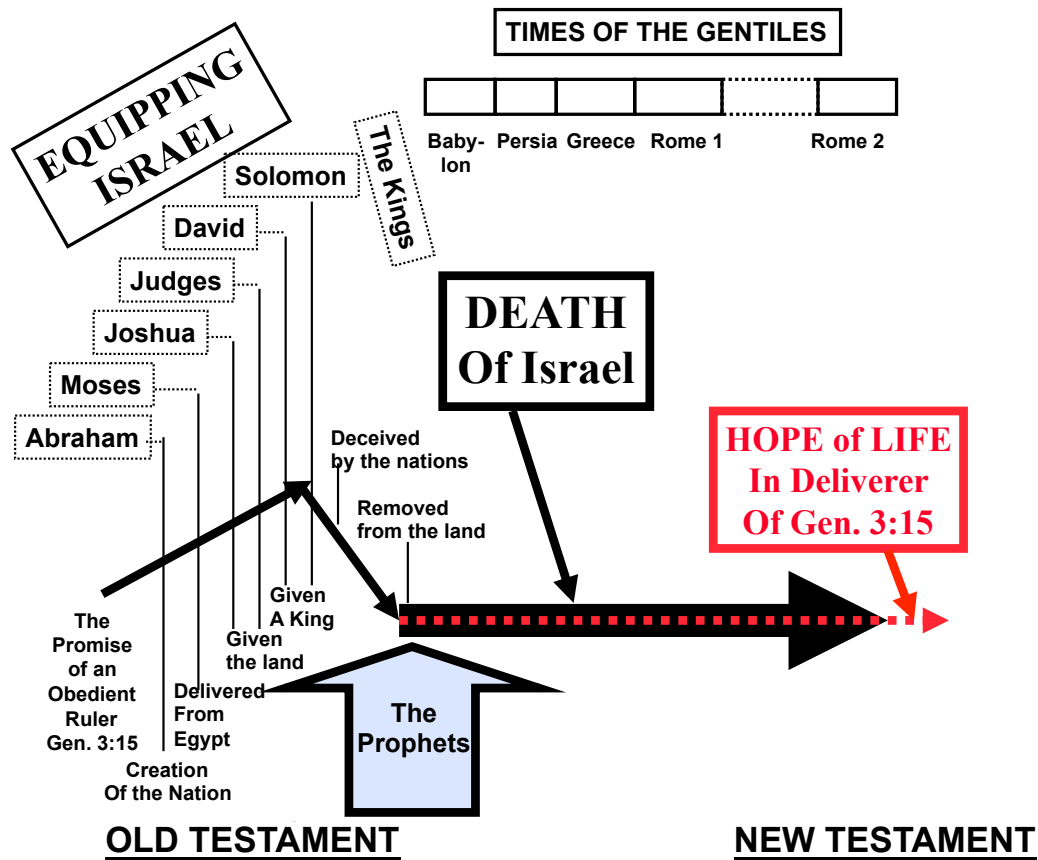 TIMES OF THE GENTILES
EQUIPPING
ISRAEL
Baby-
lon
Persia
Greece
Rome 1
Rome 2
The Kings
Solomon
David
Judges
Joshua
Moses
Abraham
DEATH
Of Israel
Deceived
by the nations
Removed
from the land
HOPE of LIFE
In Deliverer
Of Gen. 3:15
The
Promise
of an
Obedient
Ruler
Gen. 3:15
Given
A King
Given
the land
Delivered
From
Egypt
Creation
Of the Nation
The
Prophets
OLD TESTAMENT
NEW TESTAMENT